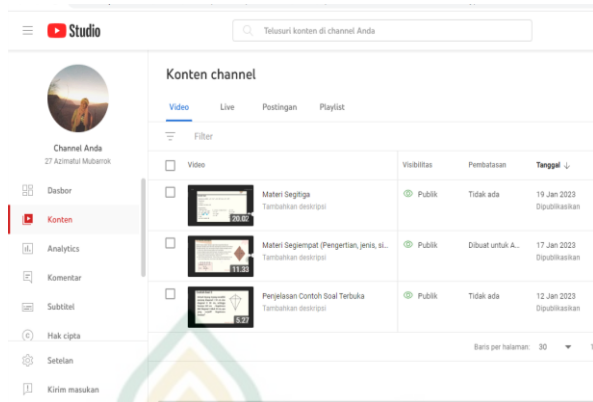 Studio
Telusuri konten di channel Anda
Konten channel
Video Live Postingan Playlist
Filter
Channel Anda
27 Azimatul Mubarrok
Dasbor
Konten
Analytics
Komentar
Subtitel
Hak cipta
Setelan
Kirim masukan
Video Visibilitas Pembatasan Tanggal ↓
20.02
Materi Segitiga Publik Tidak ada 19 Jan 2023
Tambahkan deskripsi Dipublikasikan
11.33
Materi Segiempat (Pengertian, jenis, si... Publik Dibuat untuk A... 17 Jan 2023
Tambahkan deskripsi Dipublikasikan
5.27
Penjelasan Contoh Soal Terbuka Publik Tidak ada 12 Jan 2023
Tambahkan deskripsi Dipublikasikan
Baris per halaman: 30 1